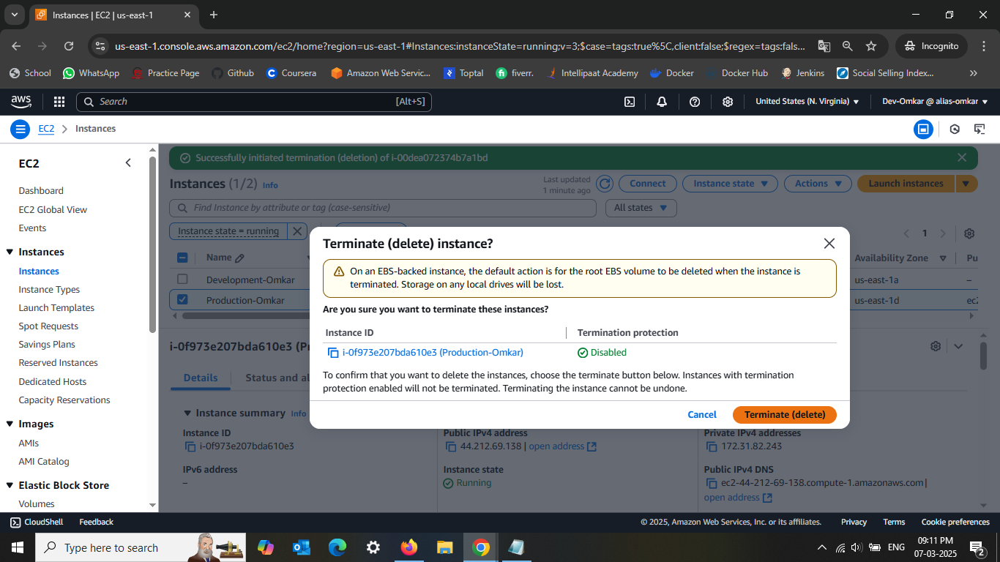 Instances | EC2 | us-east-1
us-east-1.console.aws.amazon.com/ec2/home?region=us-east-1#Instances:instanceState=running;v=3;$case=tags:true%5C,client:false;$regex=tags:fals...
Incognito
School
WhatsApp
Practice Page
Github
Coursera
Amazon Web Servic...
Toptal
fiverr.
Intellipaat Academy
Docker
Docker Hub
Jenkins
Social Selling Index...
aws
Search
[Alt+S]
United States (N. Virginia)
Dev-Omkar @ alias-omkar
EC2
Instances
EC2
Dashboard
EC2 Global View
Events
Instances
Instances
Instance Types
Launch Templates
Spot Requests
Savings Plans
Reserved Instances
Dedicated Hosts
Capacity Reservations
Images
AMIs
AMI Catalog
Elastic Block Store
Volumes
Successfully initiated termination (deletion) of i-00dea072374b7a1bd
Instances (1/2) Info
Last updated
1 minute ago
Connect
Instance state
Actions
Launch instances
Find Instance by attribute or tag (case-sensitive)
All states
Instance state = running
1
Name
Availability Zone
Pu
Development-Omkar
us-east-1a
–
Production-Omkar
us-east-1d
ec2
Terminate (delete) instance?
On an EBS-backed instance, the default action is for the root EBS volume to be deleted when the instance is
terminated. Storage on any local drives will be lost.
Are you sure you want to terminate these instances?
Instance ID
Termination protection
i-0f973e207bda610e3 (Production-Omkar)
Disabled
To confirm that you want to delete the instances, choose the terminate button below. Instances with termination
protection enabled will not be terminated. Terminating the instance cannot be undone.
Cancel
Terminate (delete)
i-0f973e207bda610e3 (Pr
Details
Status and al
Instance summary Info
Instance ID
i-0f973e207bda610e3
Public IPv4 address
44.212.69.138 | open address
Private IPv4 addresses
172.31.82.243
IPv6 address
–
Instance state
Running
Public IPv4 DNS
ec2-44-212-69-138.compute-1.amazonaws.com |
open address
CloudShell
Feedback
© 2025, Amazon Web Services, Inc. or its affiliates.
Privacy
Terms
Cookie preferences
Type here to search
ENG
09:11 PM
07-03-2025
2